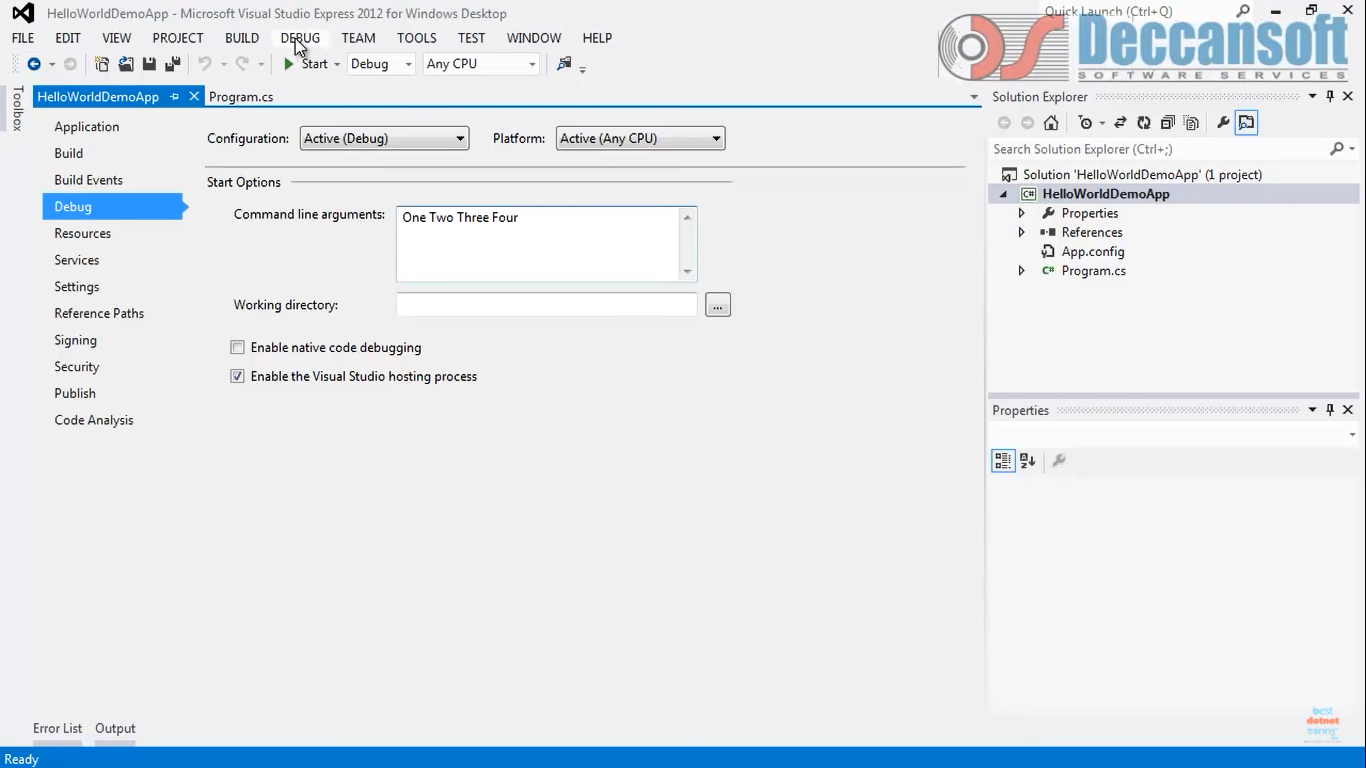 HelloWorldDemoApp - Microsoft Visual Studio Express 2012 for Windows Desktop
Quick Launch (Ctrl+Q)
FILE EDIT VIEW PROJECT BUILD DEBUG TEAM TOOLS TEST WINDOW HELP
Deccansoft
SOFTWARE SERVICES
Start Debug Any CPU
Toolbox
HelloWorldDemoApp Program.cs
Application
Build
Build Events
Debug
Resources
Services
Settings
Reference Paths
Signing
Security
Publish
Code Analysis
Configuration: Active (Debug) Platform: Active (Any CPU)
Start Options
Command line arguments: One Two Three Four
Working directory: ...
Enable native code debugging
Enable the Visual Studio hosting process
Solution Explorer
Search Solution Explorer (Ctrl+;)
Solution 'HelloWorldDemoApp' (1 project)
C# HelloWorldDemoApp
Properties
References
App.config
C# Program.cs
Properties
best
dotnet
training
Error List Output
Ready